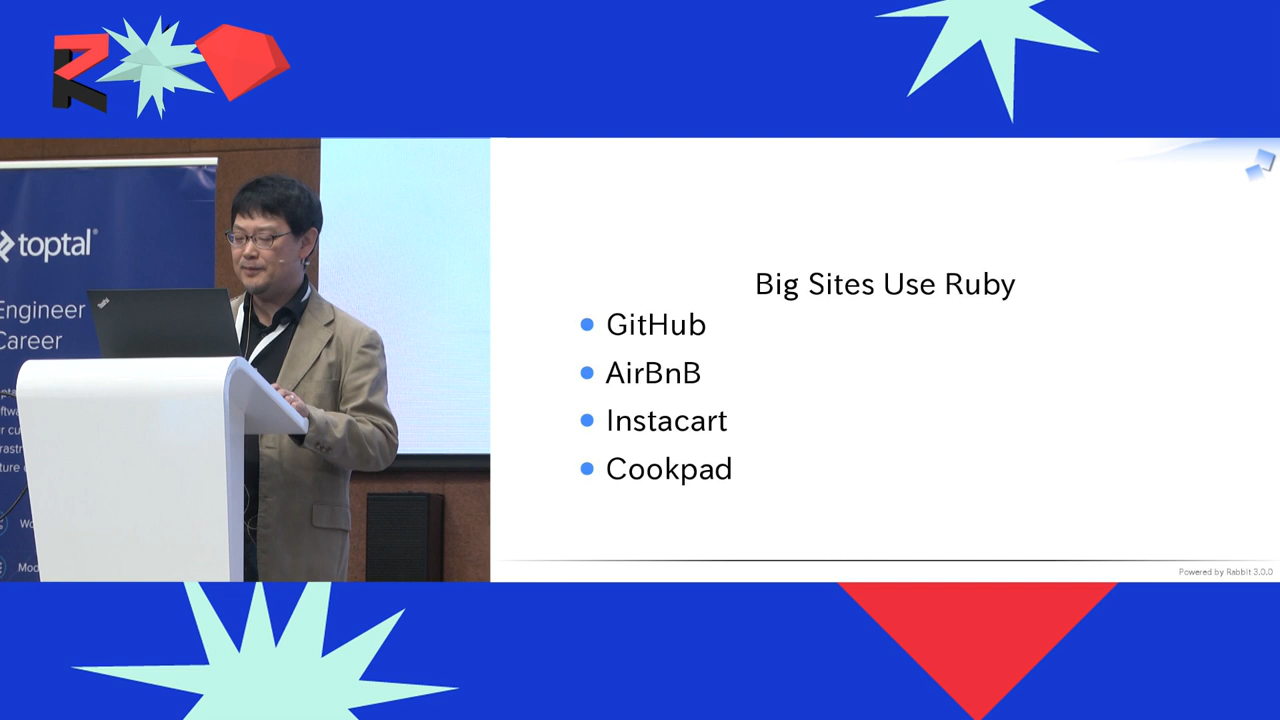 toptal
Engineer
Career
Big Sites Use Ruby
GitHub
AirBnB
Instacart
Cookpad
Powered by Rabbit 3.0.0